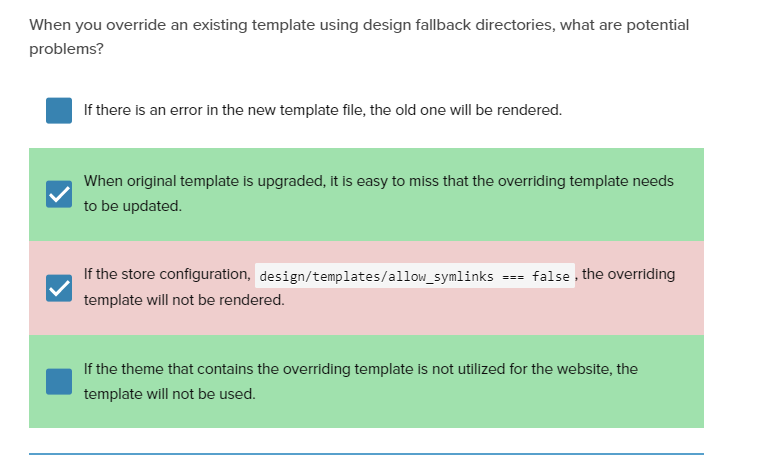 When you override an existing template using design fallback directories, what are potential
problems?
If there is an error in the new template file, the old one will be rendered.
When original template is upgraded, it is easy to miss that the overriding template needs
to be updated.
If the store configuration, design/templates/allow_symlinks === false , the overriding
template will not be rendered.
If the theme that contains the overriding template is not utilized for the website, the
template will not be used.